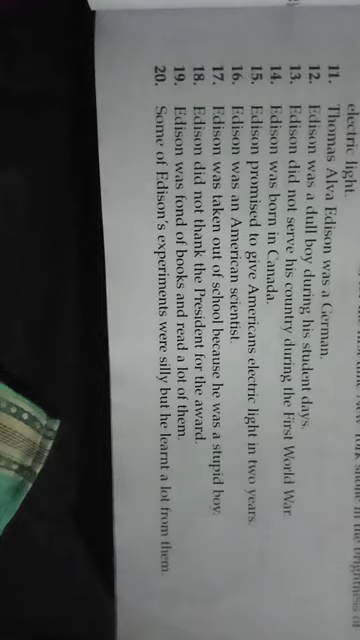 electric light.
11. Thomas Alva Edison was a German.
12. Edison was a dull boy during his student days.
13. Edison did not serve his country during the First World War.
14. Edison was born in Canada.
15. Edison promised to give Americans electric light in two years.
16. Edison was an American scientist.
17. Edison was taken out of school because he was a stupid boy.
18. Edison did not thank the President for the award.
19. Edison was fond of books and read a lot of them.
20. Some of Edison's experiments were silly but he learnt a lot from them.